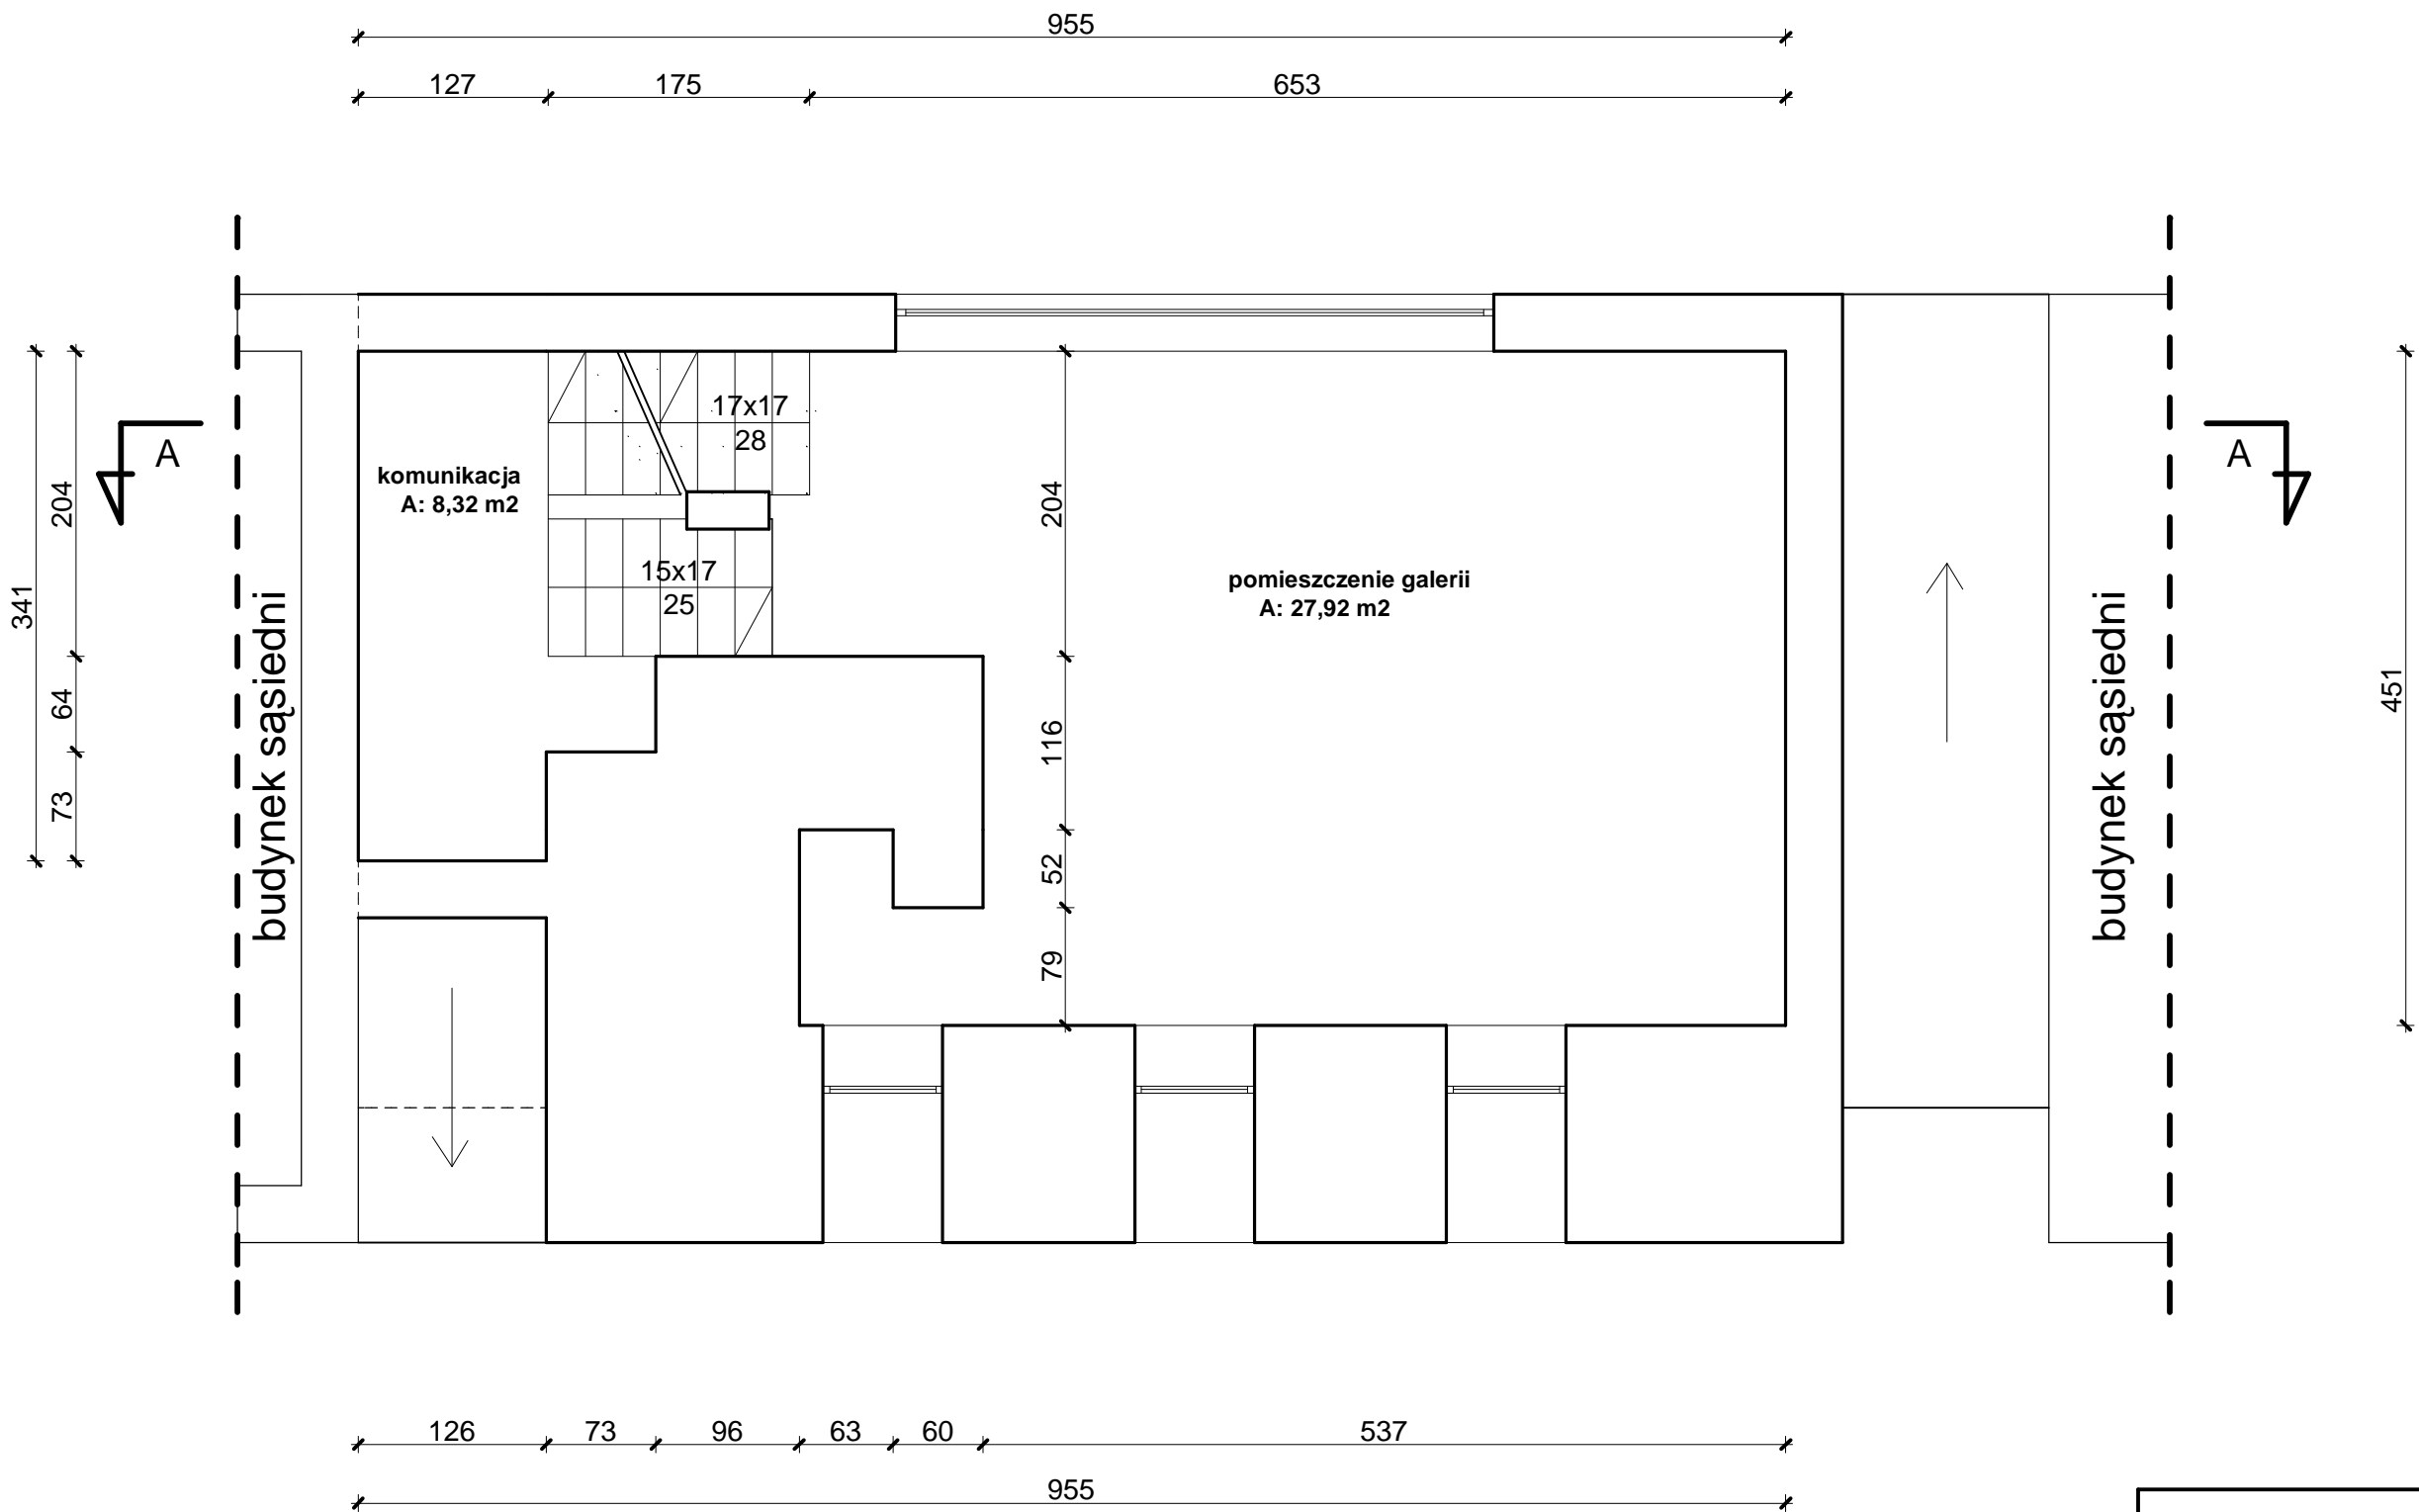 955
127
175
653
A
A
17x17
28
komunikacja
A: 8,32 m2
204
204
341
15x17
25
pomieszczenie galerii
A: 27,92 m2
budynek sąsiedni
budynek sąsiedni
64
116
451
73
52
79
126
73
96
63
60
537
955